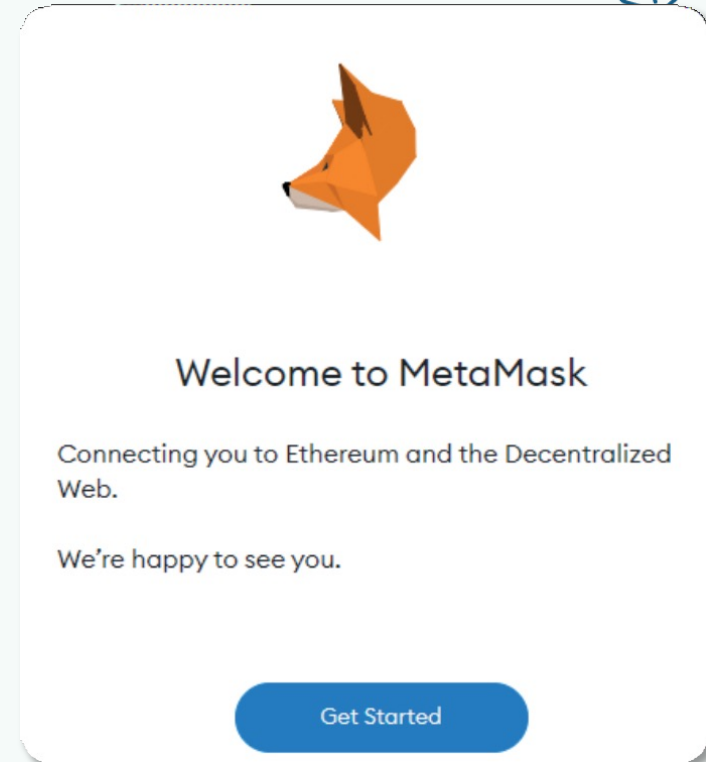 Welcome to MetaMask
Connecting you to Ethereum and the Decentralized
Web.
We’re happy to see you.
Get Started